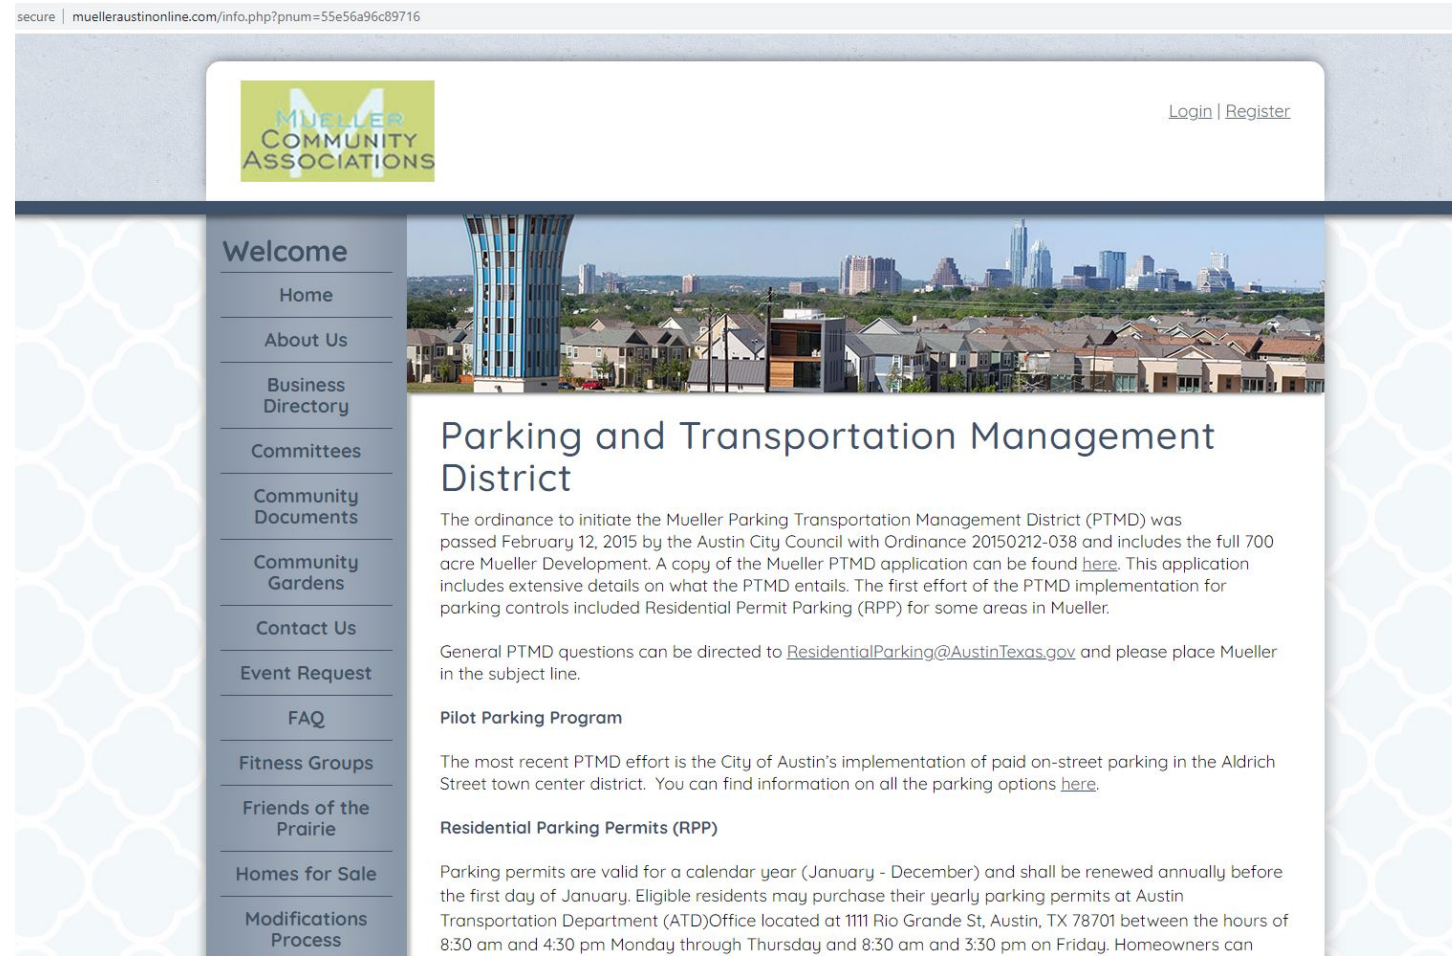 secure | muelleraustinonline.com/info.php?pnum=55e56a96c89716
MUELLER
COMMUNITY
ASSOCIATIONS
Login | Register
Welcome
Home
About Us
Business
Directory
Committees
Community
Documents
Community
Gardens
Contact Us
Event Request
FAQ
Fitness Groups
Friends of the
Prairie
Homes for Sale
Modifications
Process
Parking and Transportation Management
District
The ordinance to initiate the Mueller Parking Transportation Management District (PTMD) was
passed February 12, 2015 by the Austin City Council with Ordinance 20150212-038 and includes the full 700
acre Mueller Development. A copy of the Mueller PTMD application can be found here. This application
includes extensive details on what the PTMD entails. The first effort of the PTMD implementation for
parking controls included Residential Permit Parking (RPP) for some areas in Mueller.
General PTMD questions can be directed to ResidentialParking@AustinTexas.gov and please place Mueller
in the subject line.
Pilot Parking Program
The most recent PTMD effort is the City of Austin's implementation of paid on-street parking in the Aldrich
Street town center district.  You can find information on all the parking options here.
Residential Parking Permits (RPP)
Parking permits are valid for a calendar year (January - December) and shall be renewed annually before
the first day of January. Eligible residents may purchase their yearly parking permits at Austin
Transportation Department (ATD)Office located at 1111 Rio Grande St, Austin, TX 78701 between the hours of
8:30 am and 4:30 pm Monday through Thursday and 8:30 am and 3:30 pm on Friday. Homeowners can